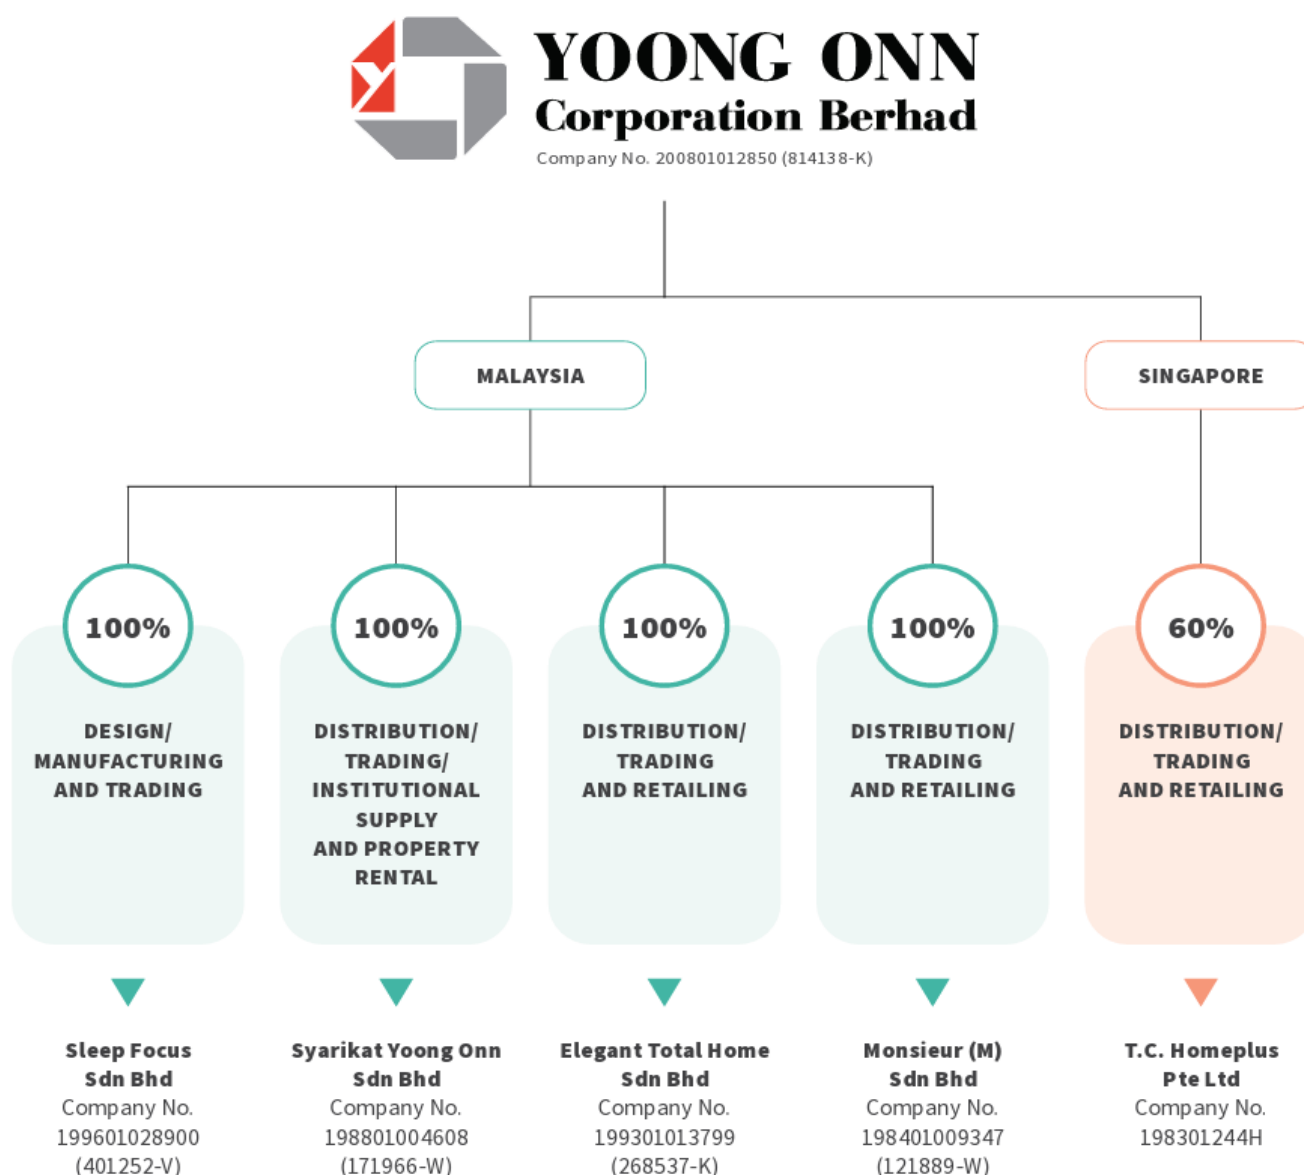 YOONG ONN
Corporation Berhad
Company No. 200801012850 (814138-K)
MALAYSIA
SINGAPORE
100%
DESIGN/
MANUFACTURING
AND TRADING
Sleep Focus
Sdn Bhd
Company No.
199601028900
(401252-V)
100%
DISTRIBUTION/
TRADING/
INSTITUTIONAL
SUPPLY
AND PROPERTY
RENTAL
Syarikat Yoong Onn
Sdn Bhd
Company No.
198801004608
(171966-W)
100%
DISTRIBUTION/
TRADING
AND RETAILING
Elegant Total Home
Sdn Bhd
Company No.
199301013799
(268537-K)
100%
DISTRIBUTION/
TRADING
AND RETAILING
Monsieur (M)
Sdn Bhd
Company No.
198401009347
(121889-W)
60%
DISTRIBUTION/
TRADING
AND RETAILING
T.C. Homeplus
Pte Ltd
Company No.
198301244H